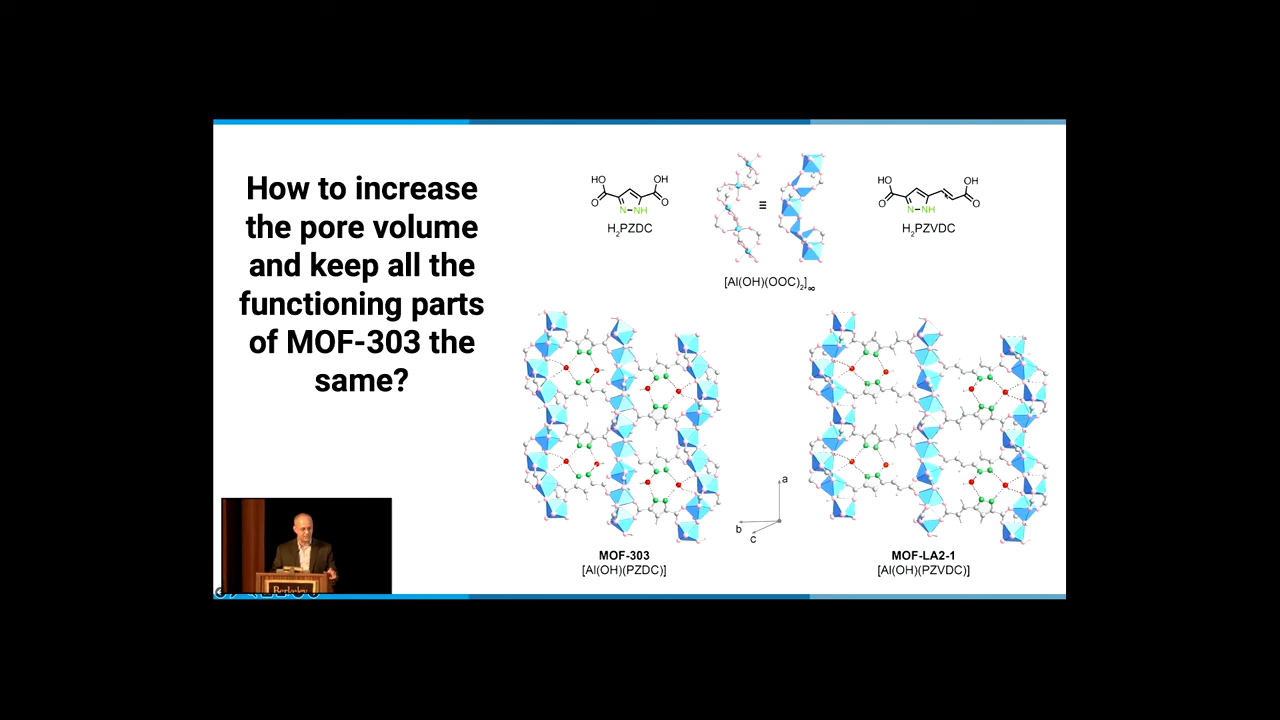 How to increase
the pore volume
and keep all the
functioning parts
of MOF-303 the
same?
HO
OH
O
O
N
NH
H₂PZDC
≡
[Al(OH)(OOC)₂]∞
HO
OH
O
O
N
NH
H₂PZVDC
a
b
c
MOF-303
[Al(OH)(PZDC)]
MOF-LA2-1
[Al(OH)(PZVDC)]
Berkeley